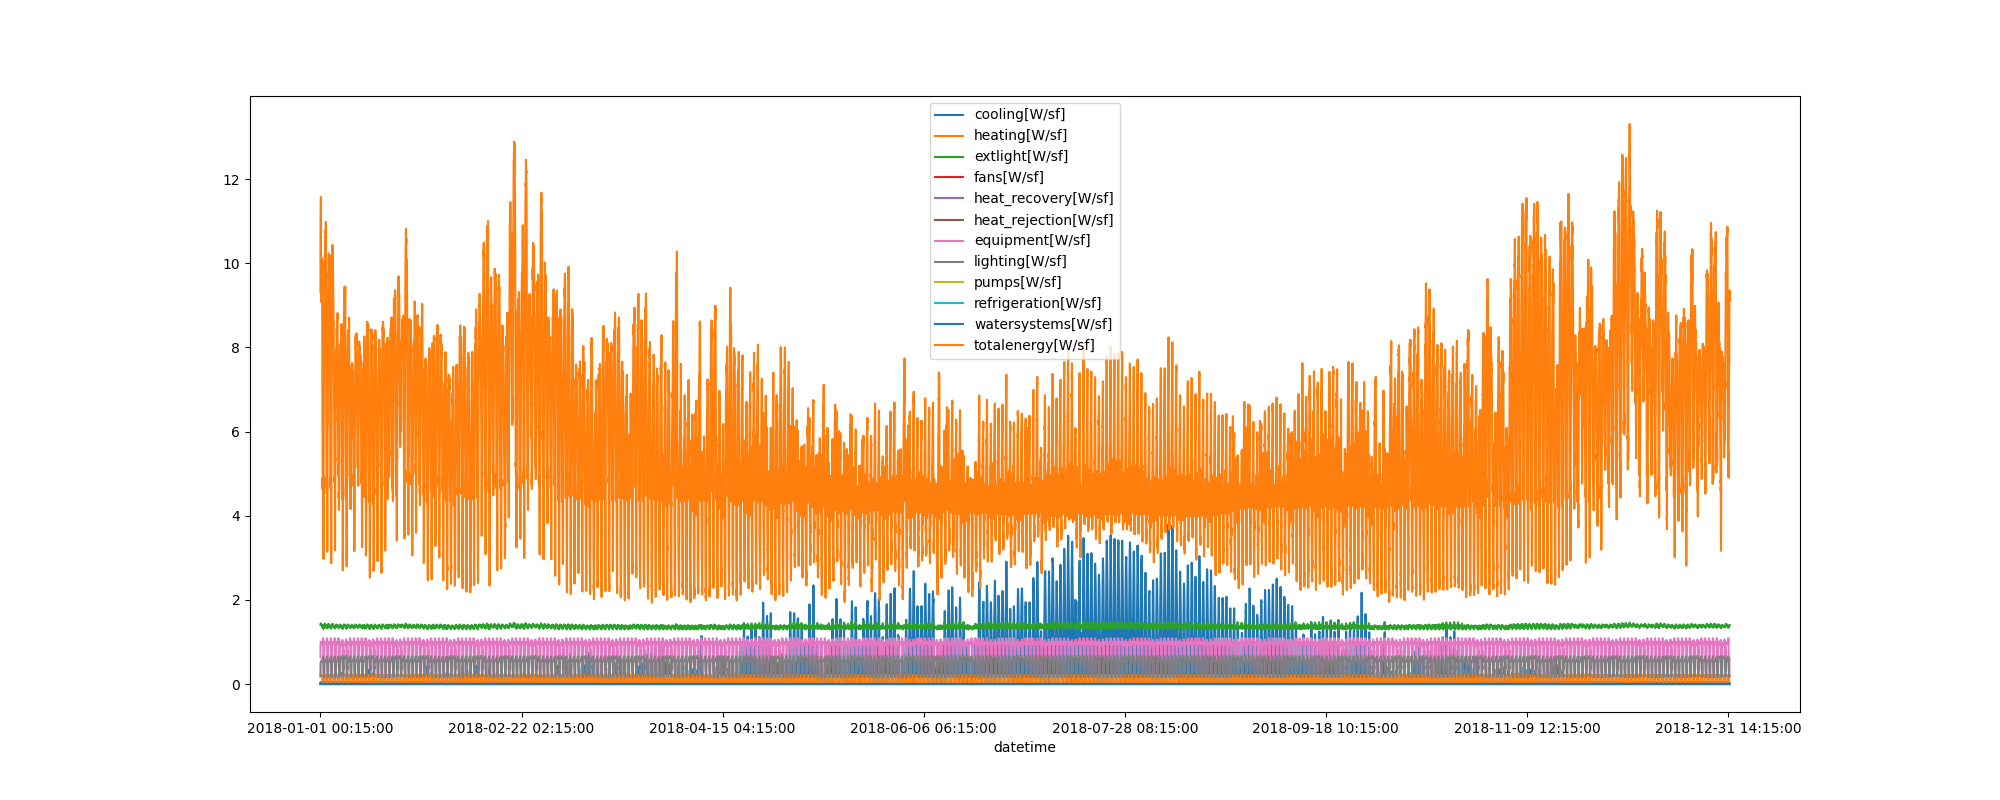 cooling[W/sf]
heating[W/sf]
extlight[W/sf]
fans[W/sf]
heat_recovery[W/sf]
heat_rejection[W/sf]
equipment[W/sf]
lighting[W/sf]
pumps[W/sf]
refrigeration[W/sf]
watersystems[W/sf]
totalenergy[W/sf]
12
10
8
6
4
2
0
2018-01-01 00:15:00 2018-02-22 02:15:00 2018-04-15 04:15:00 2018-06-06 06:15:00 2018-07-28 08:15:00 2018-09-18 10:15:00 2018-11-09 12:15:00 2018-12-31 14:15:00
datetime